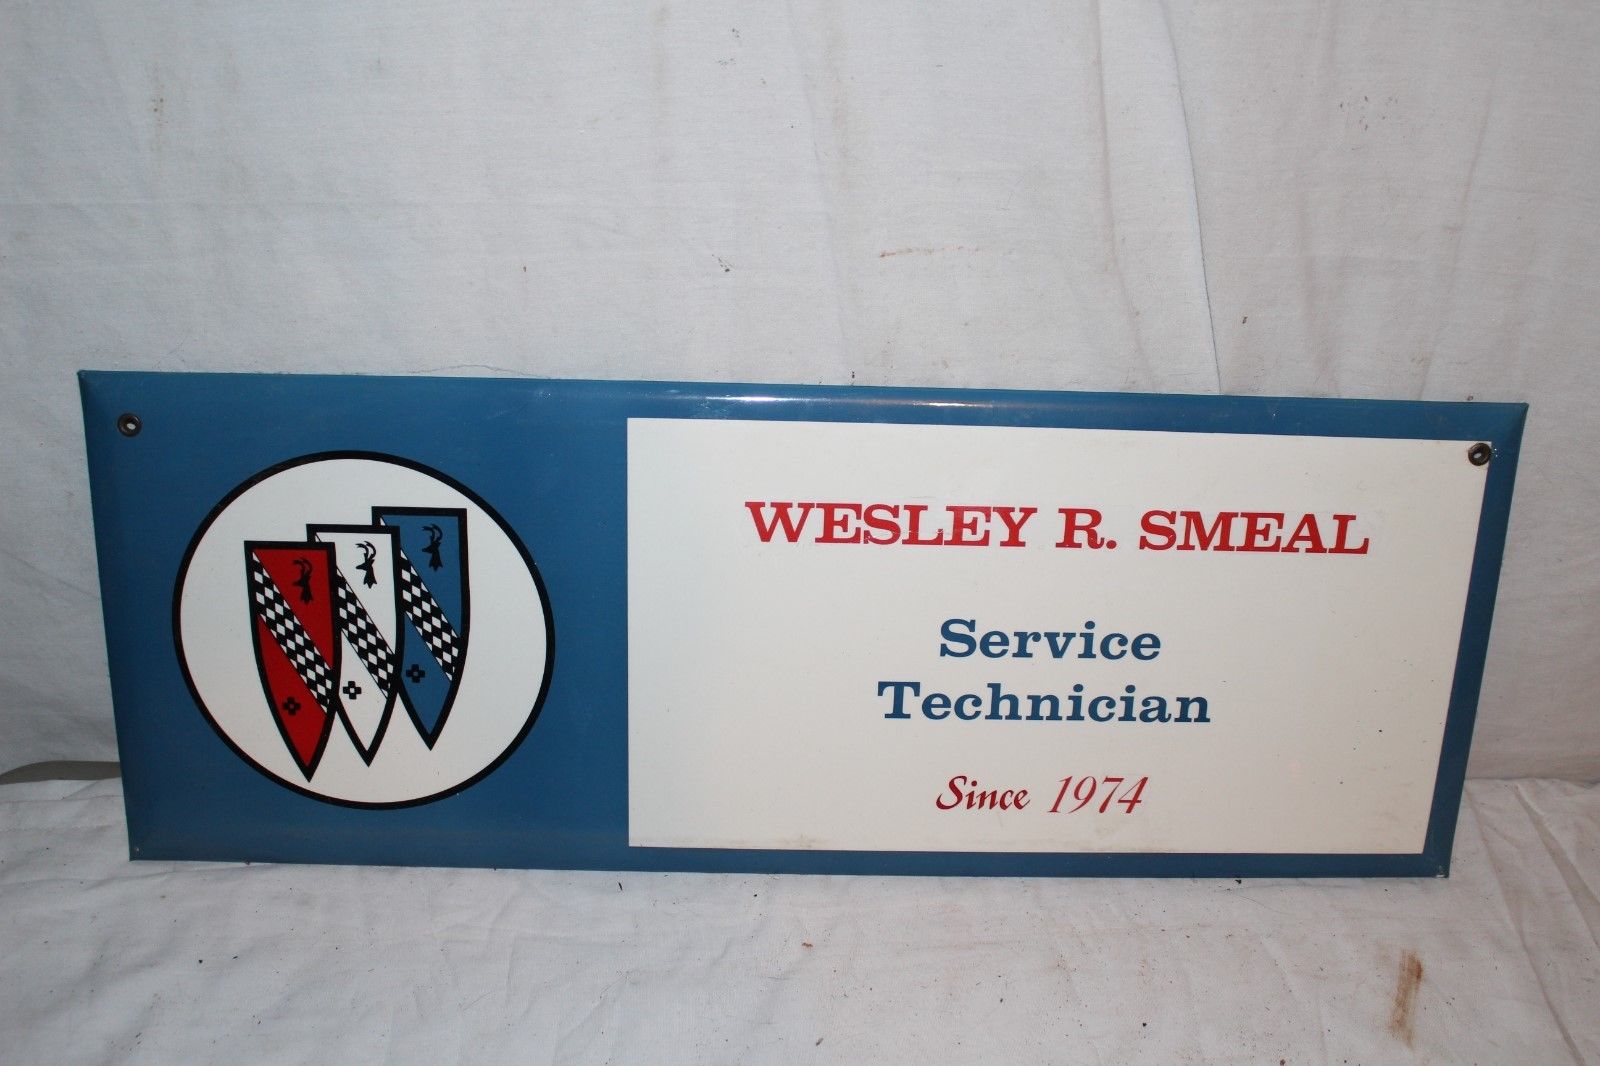 WESLEY R. SMEAL
Service
Technician
Since 1974